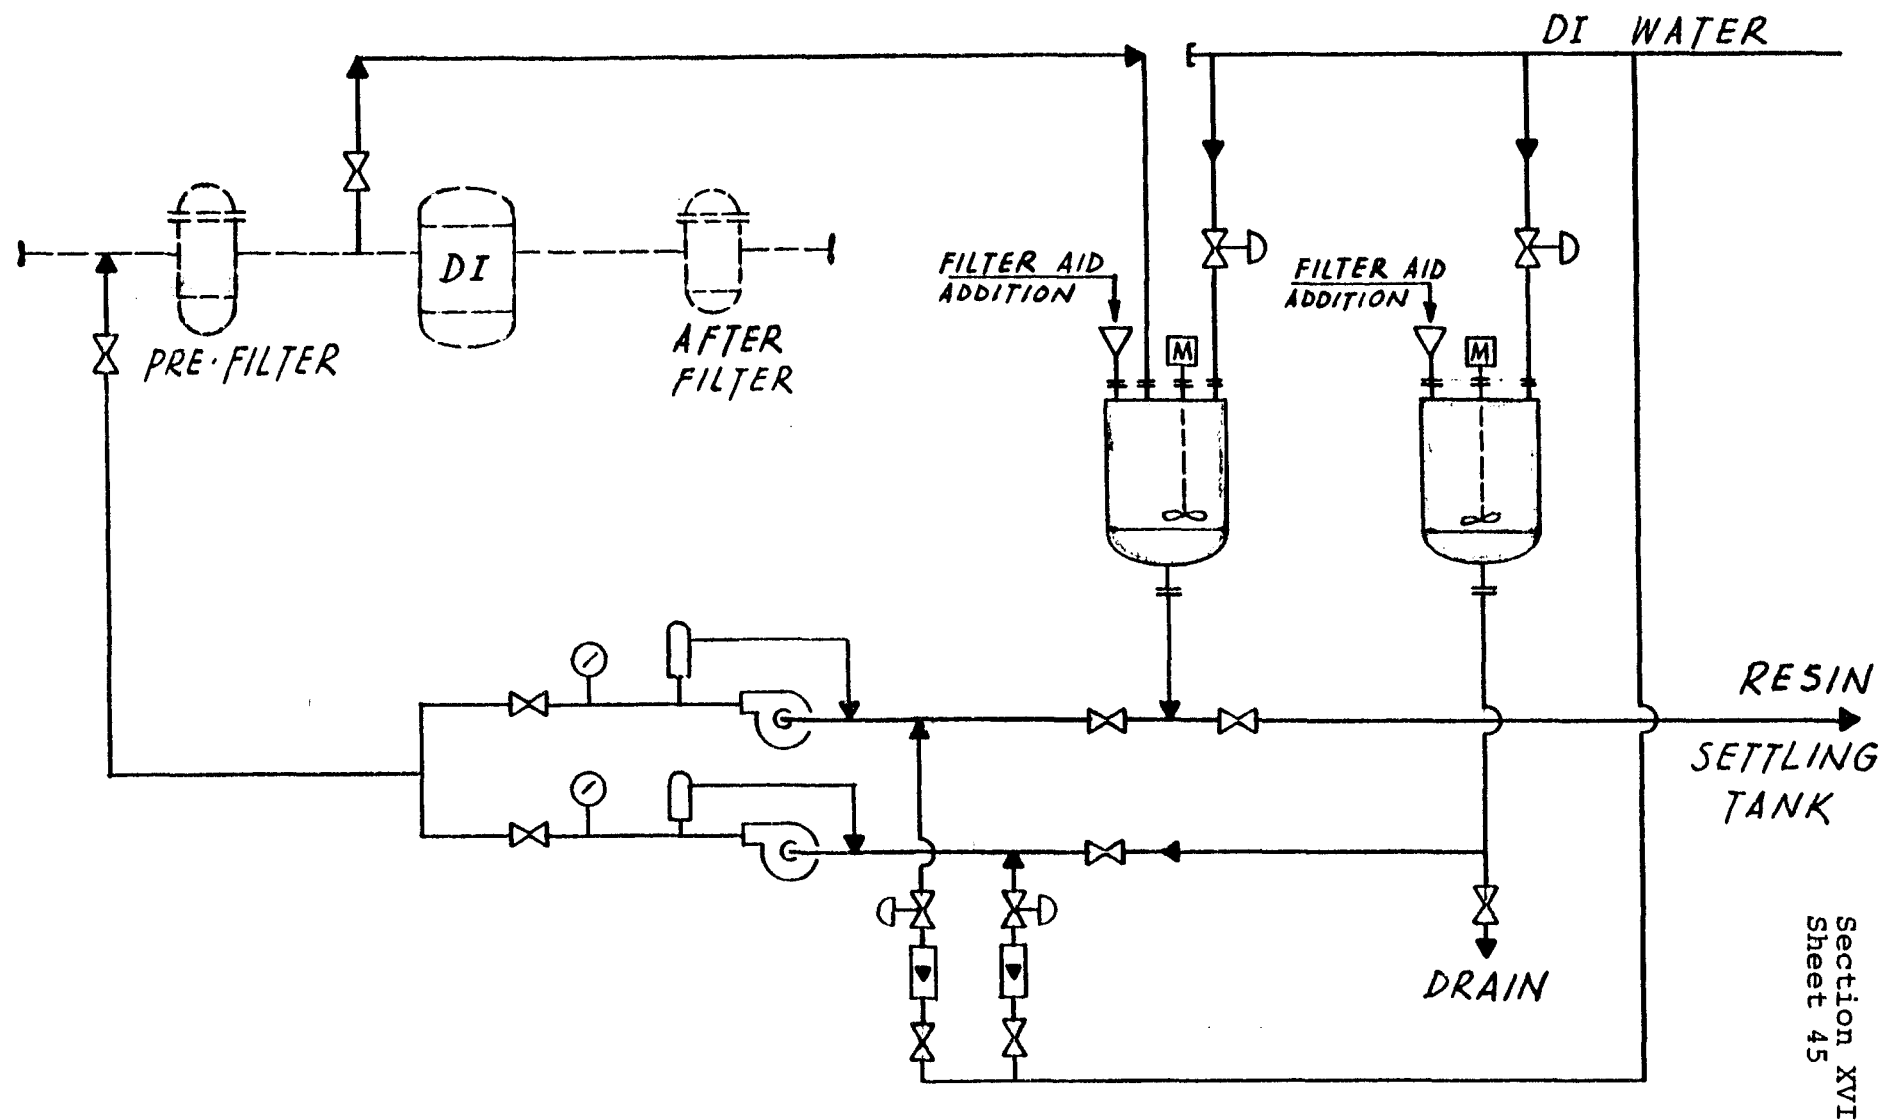 DI WATER
DI
PRE-FILTER
AFTER
FILTER
FILTER AID
ADDITION
FILTER AID
ADDITION
M
M
RESIN
SETTLING
TANK
DRAIN
Section XVI
Sheet 45